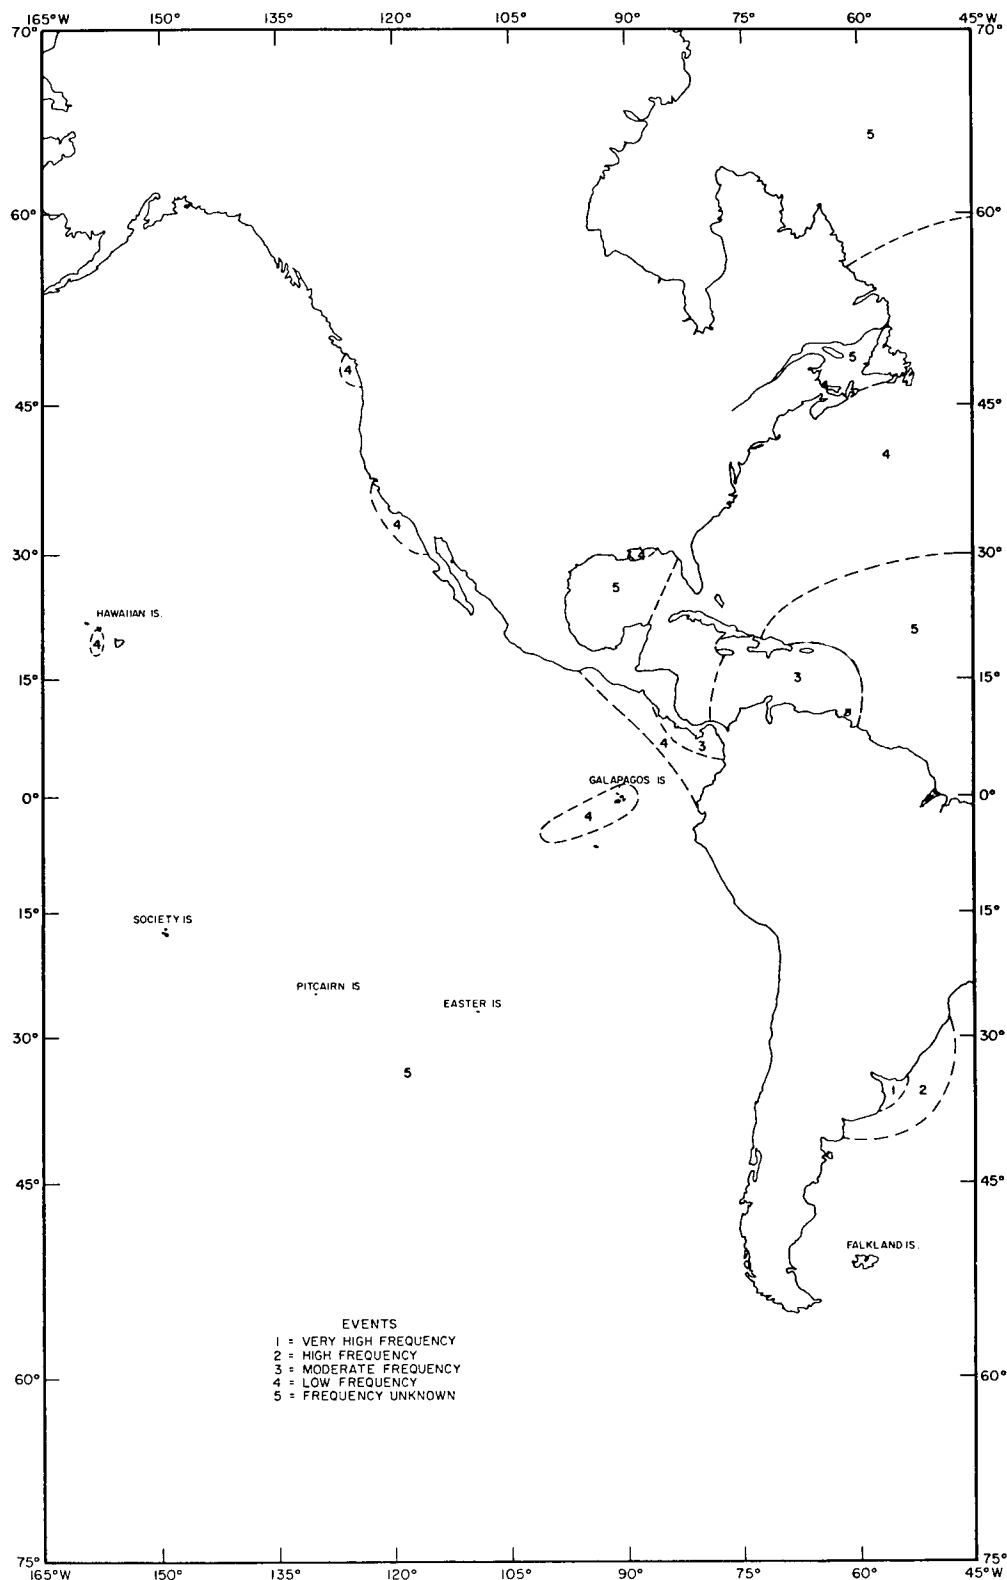 165°W 150° 135° 120° 105° 90° 75° 60° 45°W
70° 70°
5
60° 60°
5
4
45° 45°
4
4
30° 4 30°
5
HAWAIIAN IS.
5
4
15° 3 15°
4 3
GALAPAGOS IS
0° 0°
4
15° 15°
SOCIETY IS
PITCAIRN IS
EASTER IS
30° 30°
5
1 2
45° 45°
FALKLAND IS.
EVENTS
1 = VERY HIGH FREQUENCY
2 = HIGH FREQUENCY
3 = MODERATE FREQUENCY
4 = LOW FREQUENCY
5 = FREQUENCY UNKNOWN
60° 60°
75° 75°
165°W 150° 135° 120° 105° 90° 75° 60° 45°W